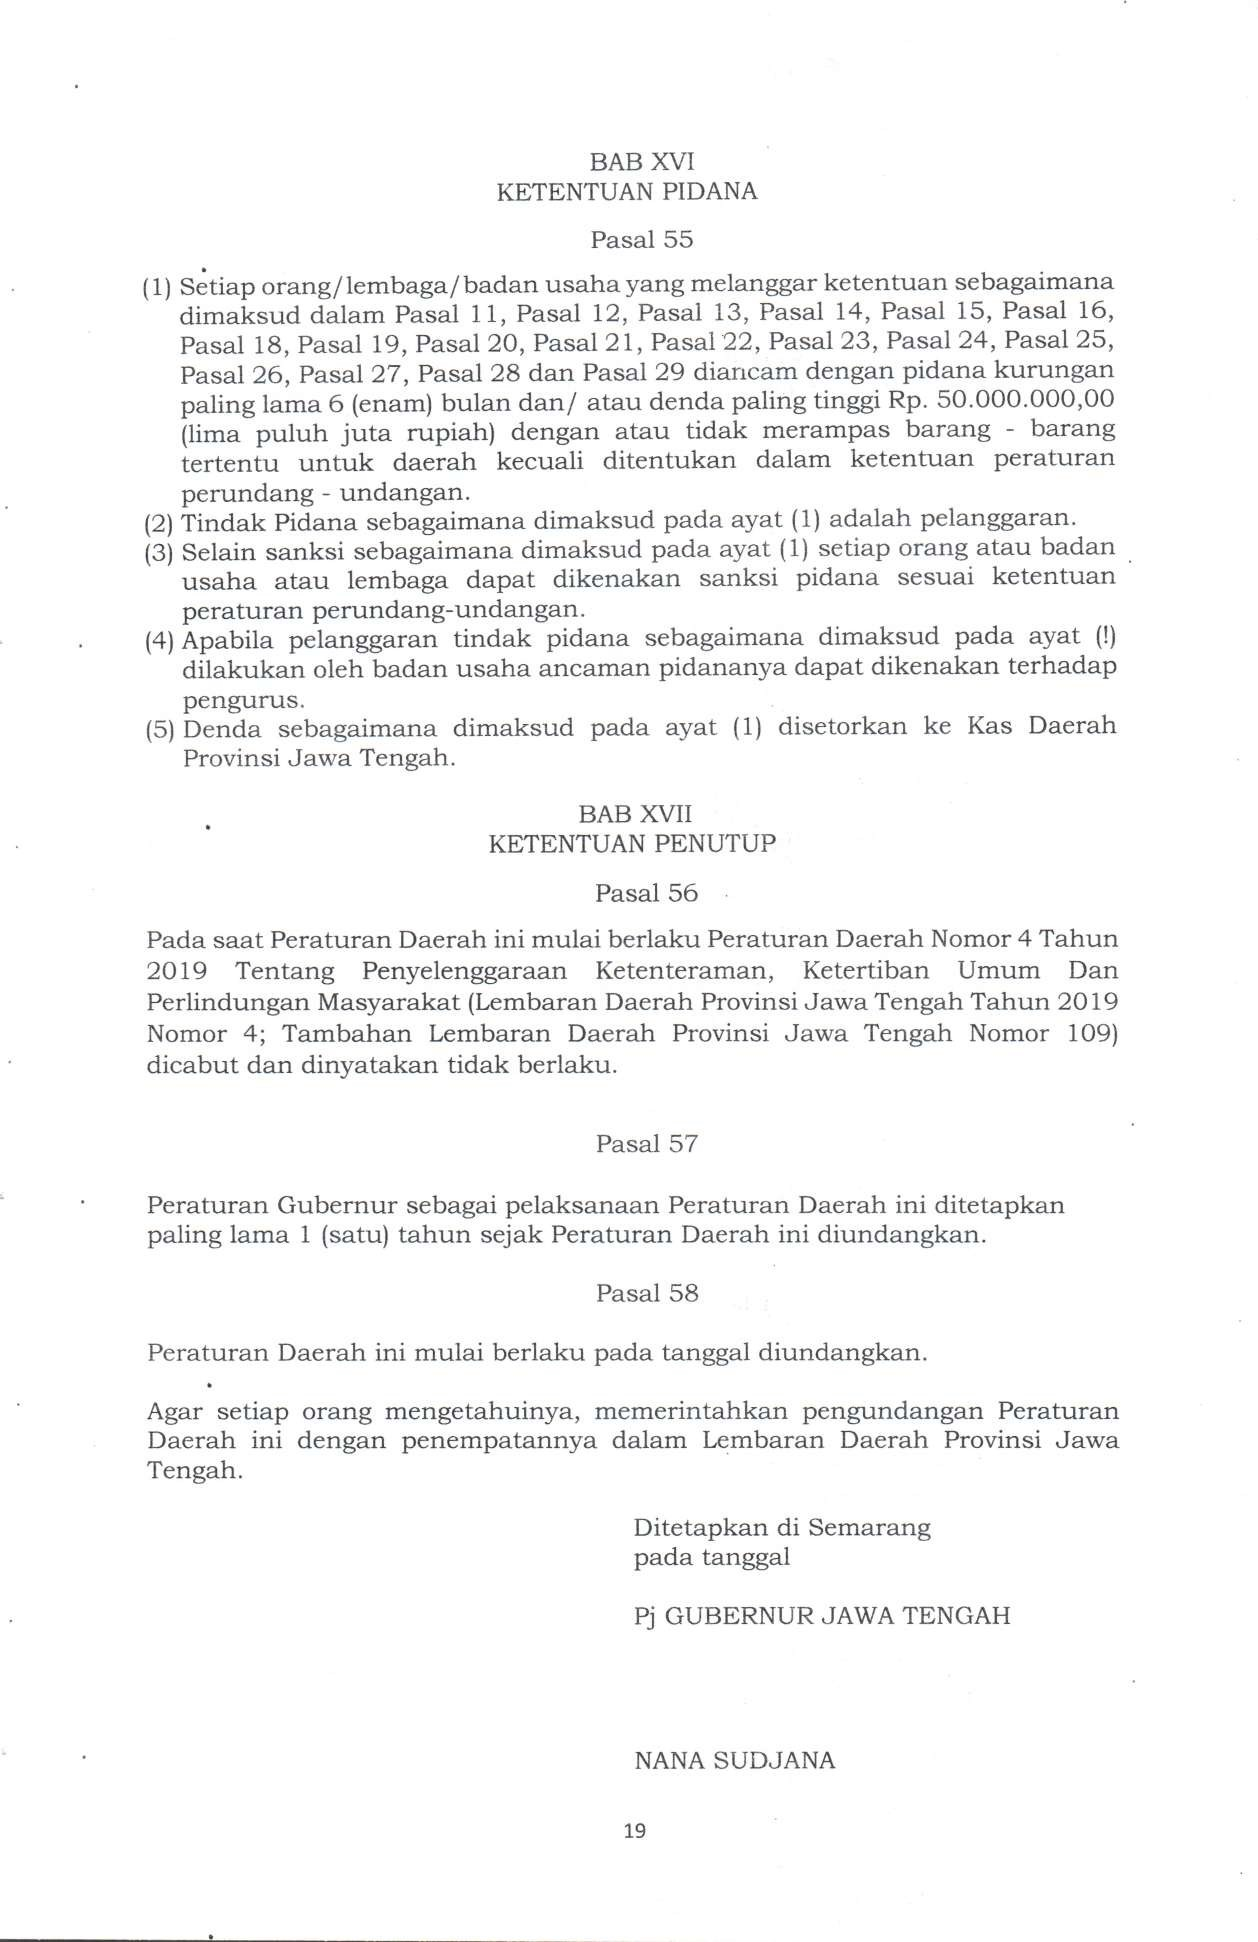 BAB XVI
KETENTUAN PIDANA
Pasal 55
(1) Setiap orang/lembaga/badan usaha yang melanggar ketentuan sebagaimana
dimaksud dalam Pasal 11, Pasal 12, Pasal 13, Pasal 14, Pasal 15, Pasal 16,
Pasal 18, Pasal 19, Pasal 20, Pasal 21, Pasal 22, Pasal 23, Pasal 24, Pasal 25,
Pasal 26, Pasal 27, Pasal 28 dan Pasal 29 diancam dengan pidana kurungan
paling lama 6 (enam) bulan dan/ atau denda paling tinggi Rp. 50.000.000,00
(lima puluh juta rupiah) dengan atau tidak merampas barang - barang
tertentu untuk daerah kecuali ditentukan dalam ketentuan peraturan
perundang - undangan.
(2) Tindak Pidana sebagaimana dimaksud pada ayat (1) adalah pelanggaran.
(3) Selain sanksi sebagaimana dimaksud pada ayat (1) setiap orang atau badan
usaha atau lembaga dapat dikenakan sanksi pidana sesuai ketentuan
peraturan perundang-undangan.
(4) Apabila pelanggaran tindak pidana sebagaimana dimaksud pada ayat (!)
dilakukan oleh badan usaha ancaman pidananya dapat dikenakan terhadap
pengurus.
(5) Denda sebagaimana dimaksud pada ayat (1) disetorkan ke Kas Daerah
Provinsi Jawa Tengah.
BAB XVII
KETENTUAN PENUTUP
Pasal 56
Pada saat Peraturan Daerah ini mulai berlaku Peraturan Daerah Nomor 4 Tahun
2019 Tentang Penyelenggaraan Ketenteraman, Ketertiban Umum Dan
Perlindungan Masyarakat (Lembaran Daerah Provinsi Jawa Tengah Tahun 2019
Nomor 4; Tambahan Lembaran Daerah Provinsi Jawa Tengah Nomor 109)
dicabut dan dinyatakan tidak berlaku.
Pasal 57
Peraturan Gubernur sebagai pelaksanaan Peraturan Daerah ini ditetapkan
paling lama 1 (satu) tahun sejak Peraturan Daerah ini diundangkan.
Pasal 58
Peraturan Daerah ini mulai berlaku pada tanggal diundangkan.
Agar setiap orang mengetahuinya, memerintahkan pengundangan Peraturan
Daerah ini dengan penempatannya dalam Lembaran Daerah Provinsi Jawa
Tengah.
Ditetapkan di Semarang
pada tanggal
Pj GUBERNUR JAWA TENGAH
NANA SUDJANA
19